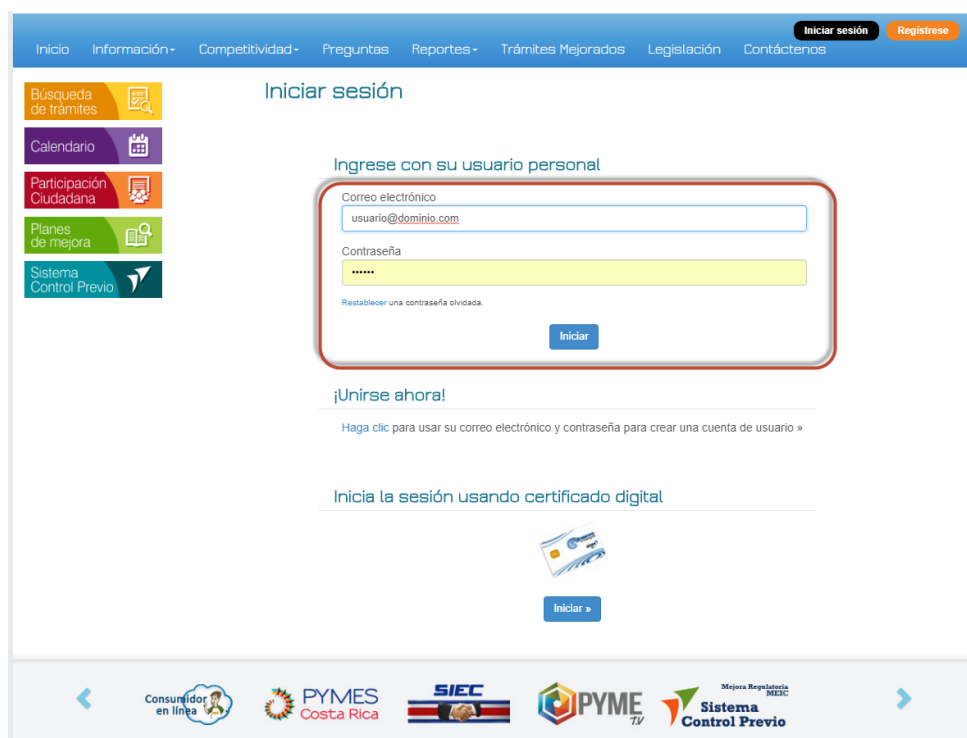 Iniciar sesión
Regístrese
Inicio Información Competitividad Preguntas Reportes Trámites Mejorados Legislación Contáctenos
Búsqueda
de trámites
Calendario
Participación
Ciudadana
Planes
de mejora
Sistema
Control Previo
Iniciar sesión
Ingrese con su usuario personal
Correo electrónico
usuario@dominio.com
Contraseña
••••••
Restablecer una contraseña olvidada.
Iniciar
¡Unirse ahora!
Haga clic para usar su correo electrónico y contraseña para crear una cuenta de usuario »
Inicia la sesión usando certificado digital
Iniciar »
Consumidor
en línea
PYMES
Costa Rica
SIEC
PYME
T.V
Mejora Regulatoria
MEIC
Sistema
Control Previo